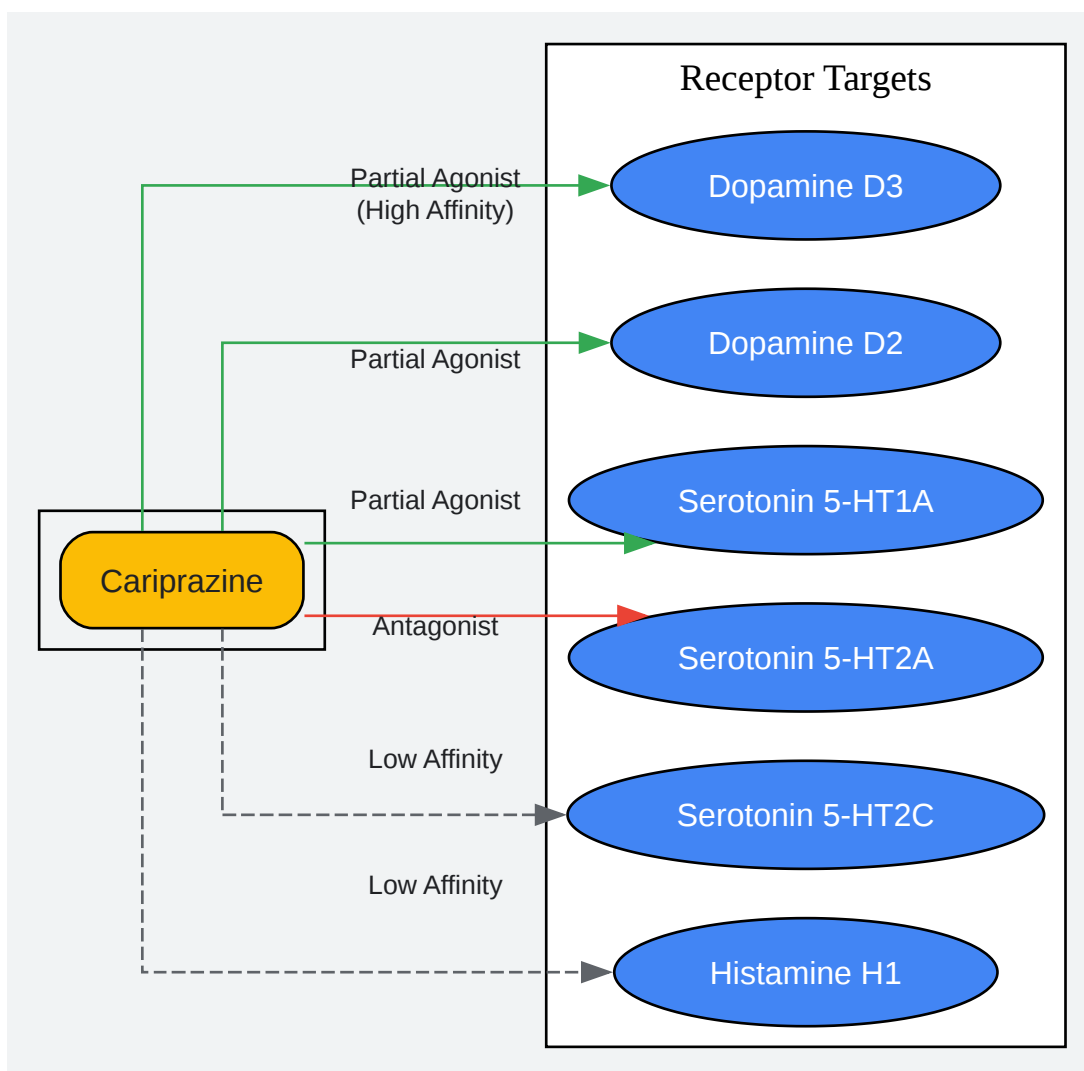 Receptor Targets
Partial Agonist
(High Affinity)
Dopamine D3
Partial Agonist
Dopamine D2
Partial Agonist
Serotonin 5-HT1A
Cariprazine
Antagonist
Serotonin 5-HT2A
Low Affinity
Serotonin 5-HT2C
Low Affinity
Histamine H1